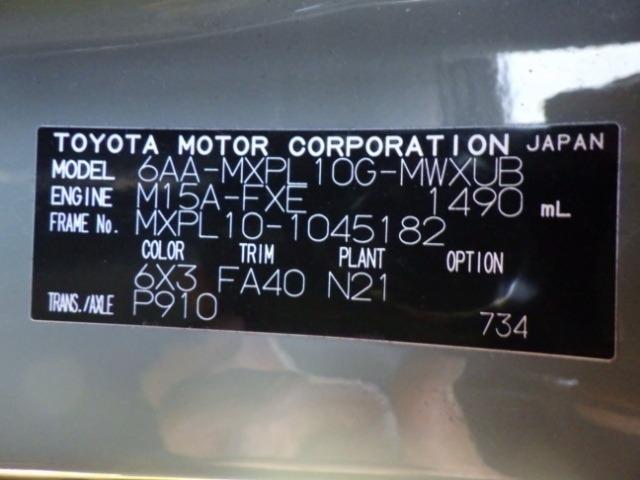 TOYOTA MOTOR CORPORATION JAPAN
MODEL 6AA-MXPL10G-MWXUB
ENGINE M15A-FXE 1490 mL
FRAME No. MXPL10-1045182
COLOR TRIM PLANT OPTION
6X3 FA40 N21
TRANS./AXLE P910
734